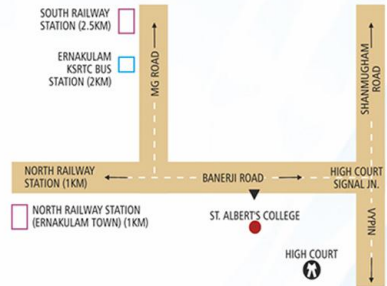 SOUTH RAILWAY
STATION (2.5KM)
ERNAKULAM
KSRTC BUS
STATION (2KM)
MG ROAD
SHANMUGHAM
ROAD
NORTH RAILWAY
STATION (1KM)
BANERJI ROAD
HIGH COURT
SIGNAL JN.
NORTH RAILWAY STATION
(ERNAKULAM TOWN) (1KM)
ST. ALBERT'S COLLEGE
VYPIN
HIGH COURT